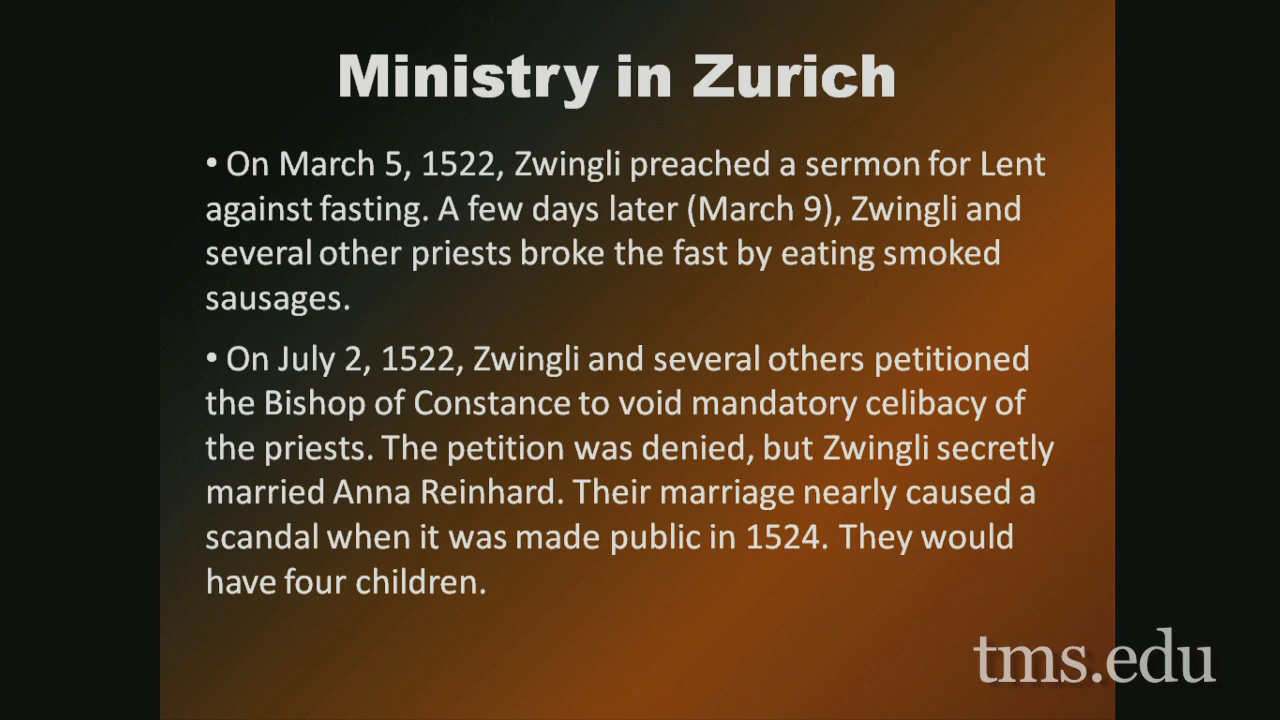 Ministry in Zurich
• On March 5, 1522, Zwingli preached a sermon for Lent
against fasting. A few days later (March 9), Zwingli and
several other priests broke the fast by eating smoked
sausages.
• On July 2, 1522, Zwingli and several others petitioned
the Bishop of Constance to void mandatory celibacy of
the priests. The petition was denied, but Zwingli secretly
married Anna Reinhard. Their marriage nearly caused a
scandal when it was made public in 1524. They would
have four children.
tms.edu